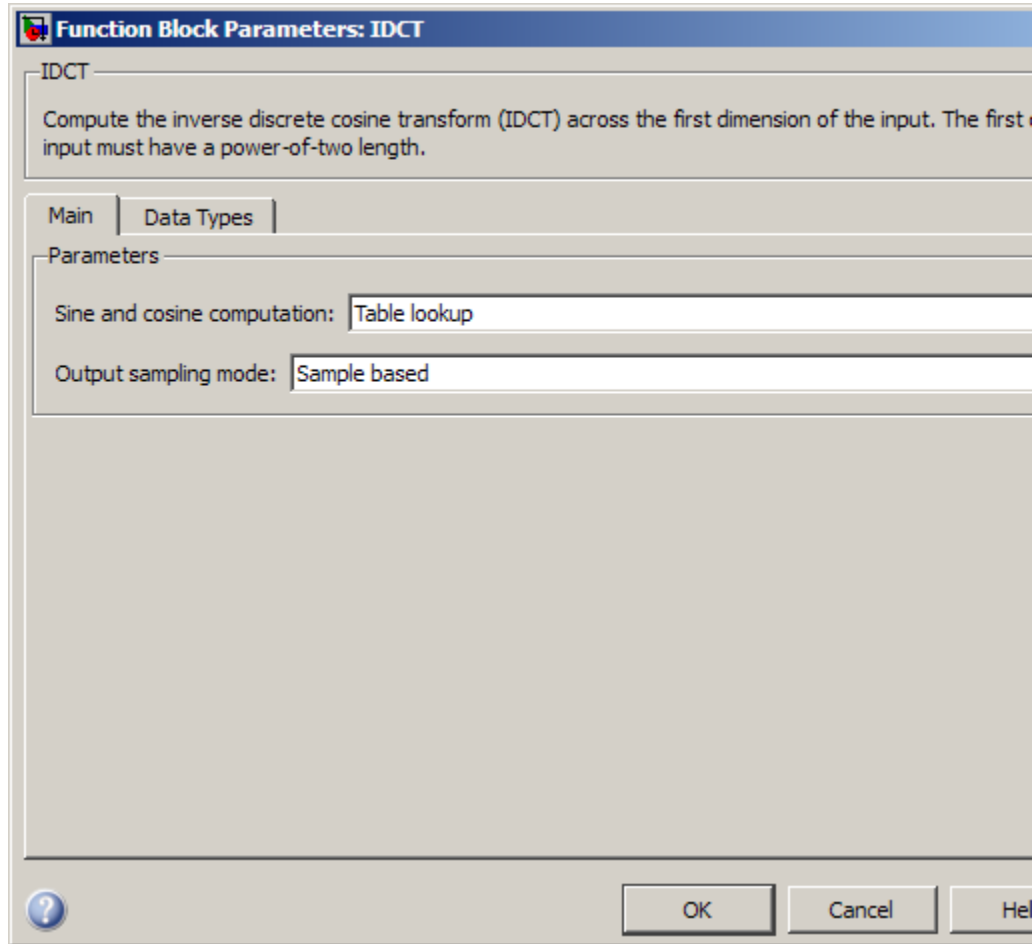 Function Block Parameters: IDCT
IDCT
Compute the inverse discrete cosine transform (IDCT) across the first dimension of the input. The first
input must have a power-of-two length.
Main
Data Types
Parameters
Sine and cosine computation: Table lookup
Output sampling mode: Sample based
OK
Cancel